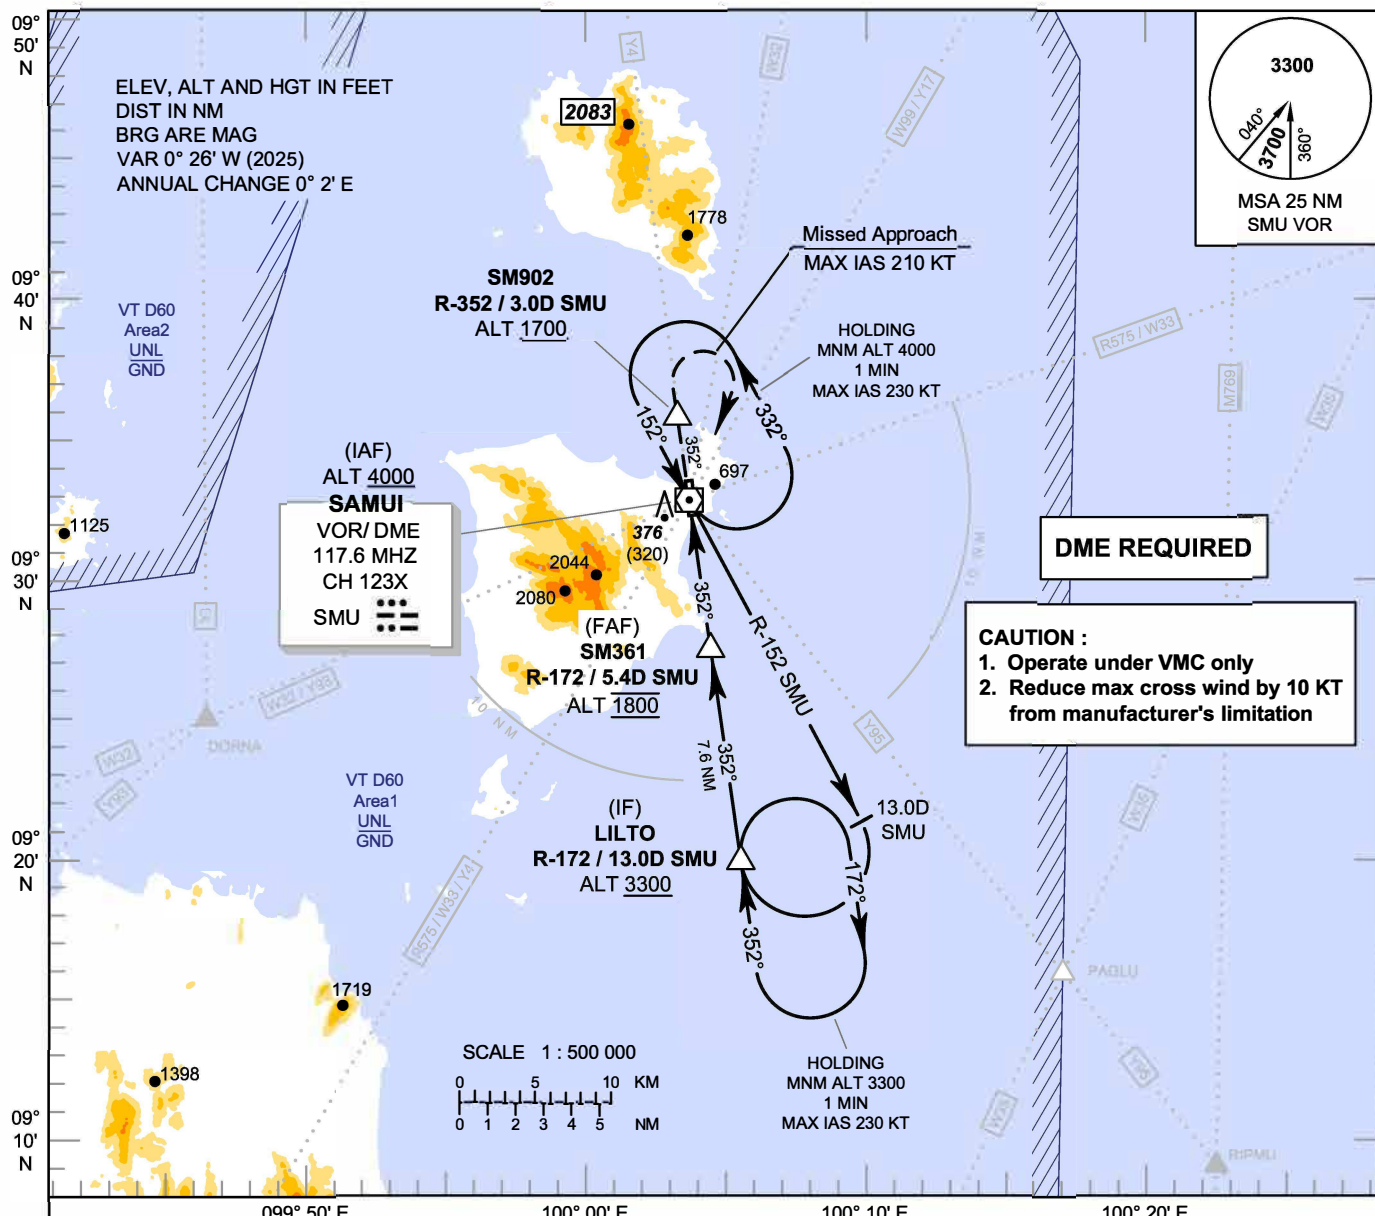 09°
50'
N
ELEV, ALT AND HGT IN FEET
DIST IN NM
BRG ARE MAG
VAR 0° 26' W (2025)
ANNUAL CHANGE 0° 2' E
2083
1778
Y4
W99 / Y17
3300
040°
3700
360°
MSA 25 NM
SMU VOR
Missed Approach
MAX IAS 210 KT
09°
40'
N
VT D60
Area2
UNL
GND
SM902
R-352 / 3.0D SMU
ALT 1700
HOLDING
MNM ALT 4000
1 MIN
MAX IAS 230 KT
R575 / W33
M769
152°
352°
332°
697
(IAF)
ALT 4000
SAMUI
VOR/ DME
117.6 MHZ
CH 123X
SMU
1125
376
(320)
2044
2080
10 NM
DME REQUIRED
09°
30'
N
CAUTION :
1. Operate under VMC only
2. Reduce max cross wind by 10 KT
from manufacturer's limitation
(FAF)
SM361
R-172 / 5.4D SMU
ALT 1800
352°
R-152 SMU
10 NM
DORNA
W32
Y93
Y95
352°
7.6 NM
VT D60
Area1
UNL
GND
(IF)
LILTO
R-172 / 13.0D SMU
ALT 3300
13.0D
SMU
09°
20'
N
172°
352°
R575 / W33 / Y4
PAGLU
1719
1398
SCALE 1 : 500 000
0 5 10 KM
0 1 2 3 4 5 NM
HOLDING
MNM ALT 3300
1 MIN
MAX IAS 230 KT
09°
10'
N
RIPMU
099° 50' E
100° 00' E
100° 10' E
100° 20' E